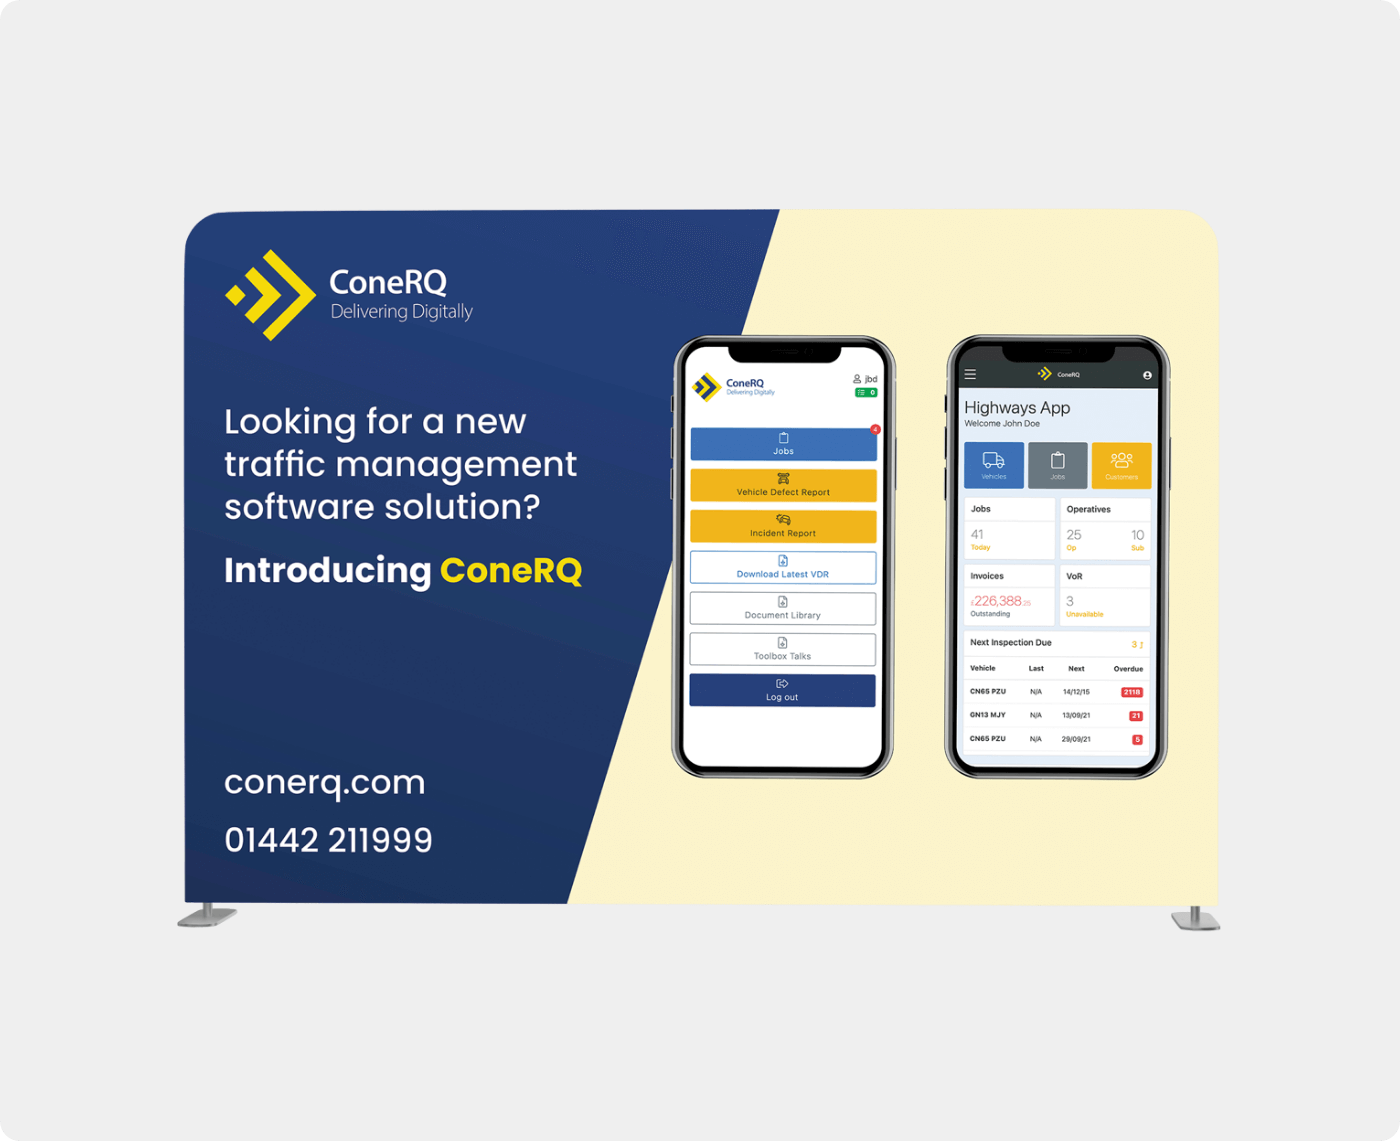 ConeRQ
Delivering Digitally
Looking for a new
traffic management
software solution?
Introducing ConeRQ
conerq.com
01442 211999
ConeRQ
Delivering Digitally
jbd
0
4
Jobs
Vehicle Defect Report
Incident Report
Download Latest VDR
Document Library
Toolbox Talks
Log out
ConeRQ
Highways App
Welcome John Doe
Vehicles Jobs Customers
Jobs Operatives
41 25 10
Today Op Sub
Invoices VoR
£226,388.25 3
Outstanding Unavailable
Next Inspection Due 3
Vehicle Last Next Overdue
CN65 PZU N/A 14/12/15 2118
GN13 MJY N/A 13/09/21 21
CN65 PZU N/A 29/09/21 5